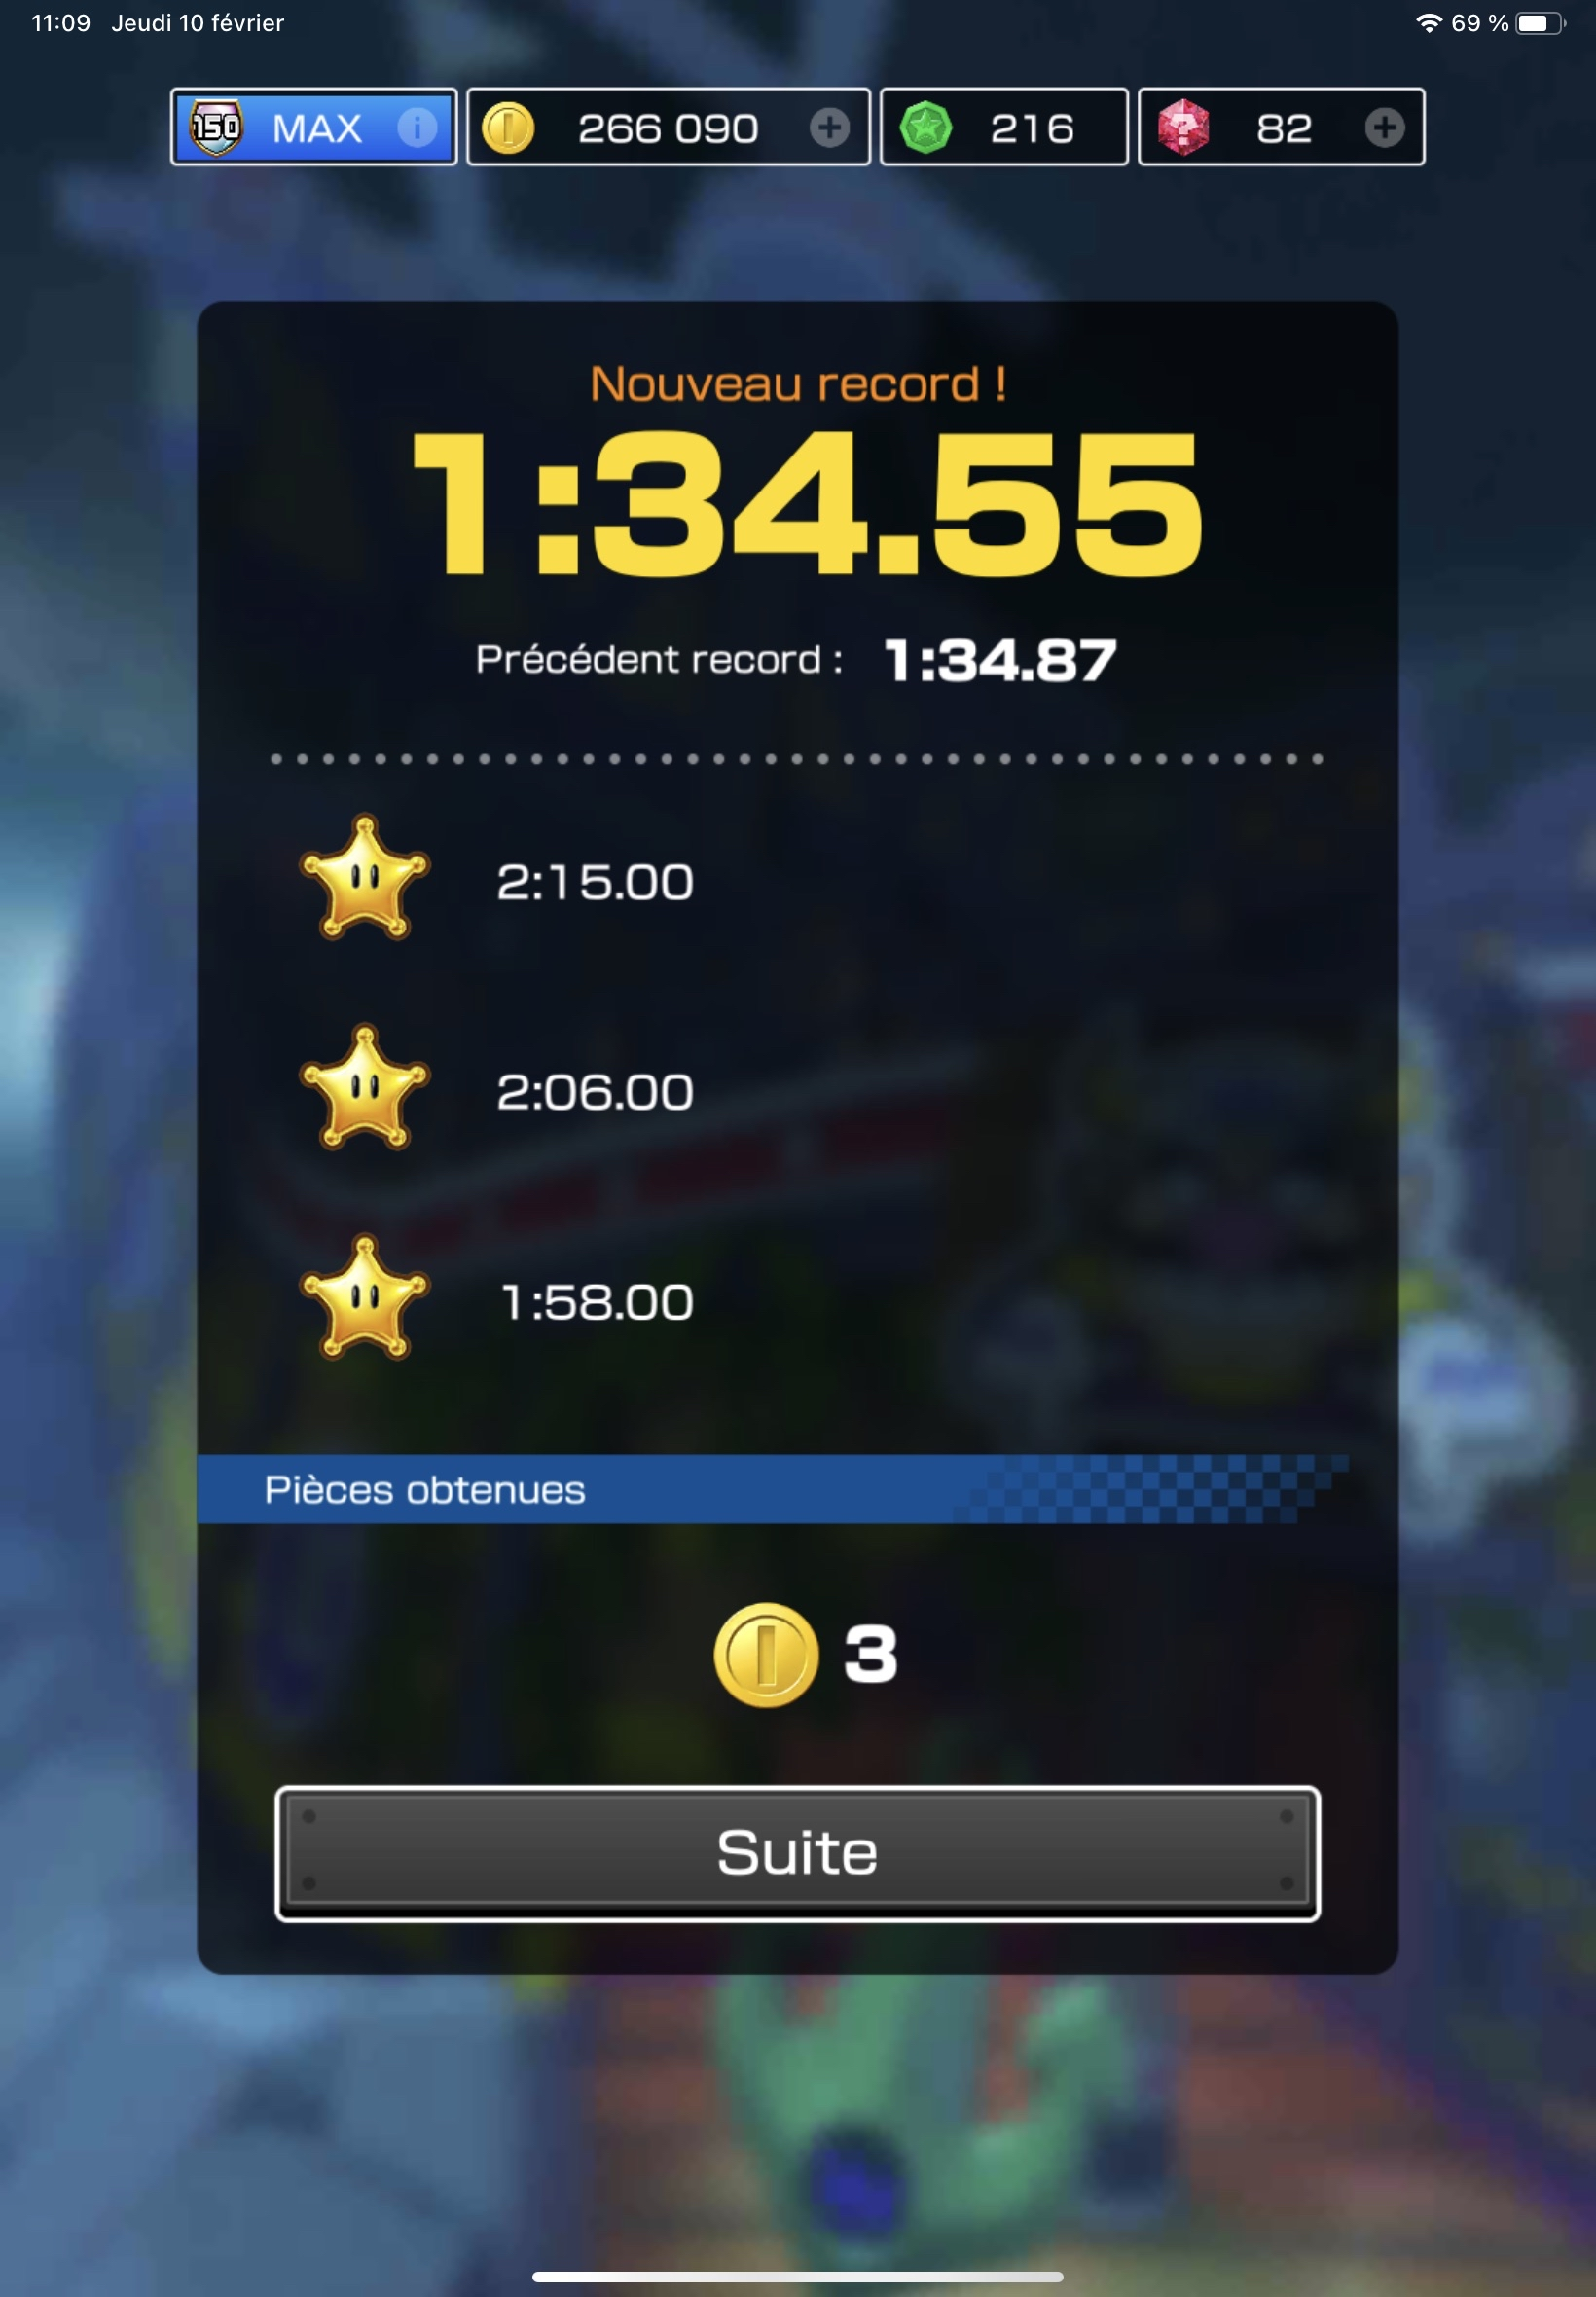 11:09 Jeudi 10 février 69 %
150 MAX i 266 090 + 216 ? 82 +
Nouveau record !
1:34.55
Précédent record : 1:34.87
2:15.00
2:06.00
1:58.00
Pièces obtenues
3
Suite